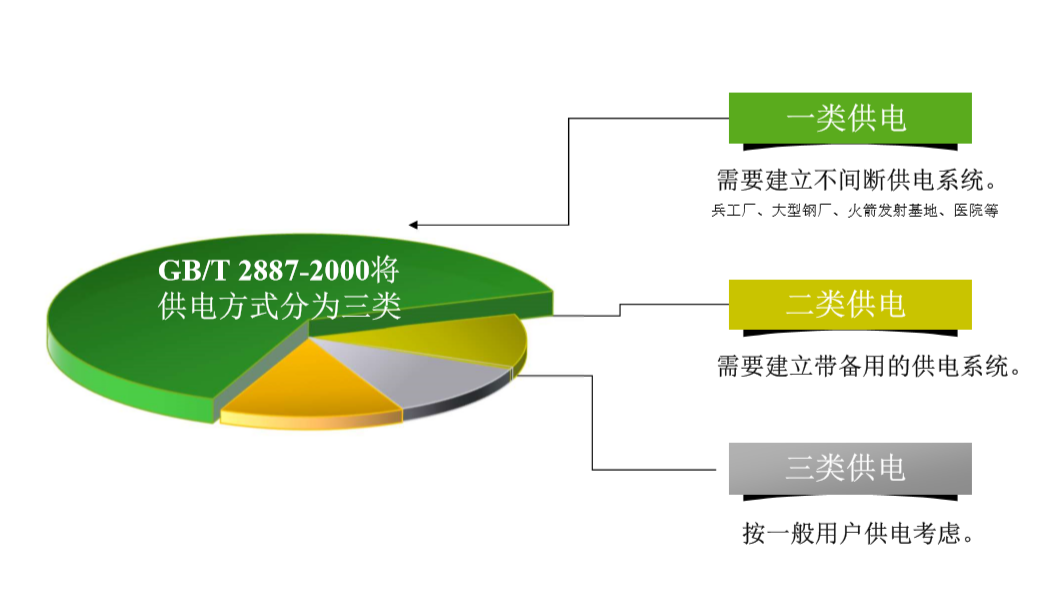 GB/T 2887-2000将
供电方式分为三类
一类供电
需要建立不间断供电系统。
兵工厂、大型钢厂、火箭发射基地、医院等
二类供电
需要建立带备用的供电系统。
三类供电
按一般用户供电考虑。